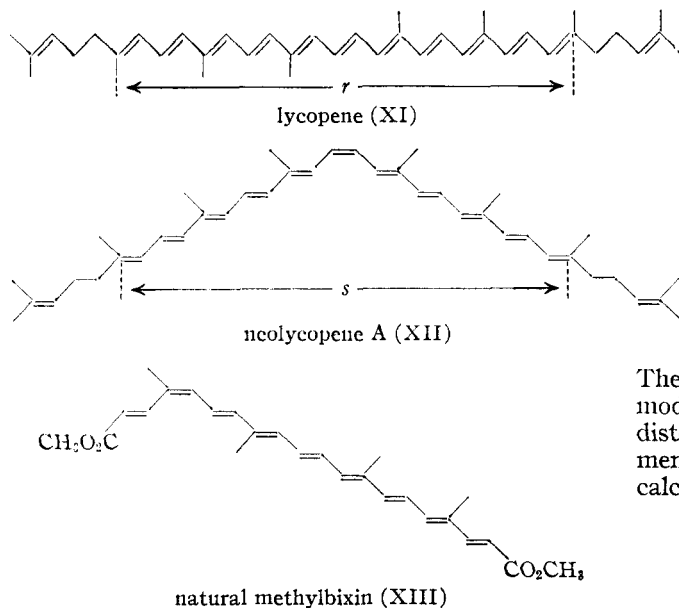 r
lycopene (XI)
s
neolycopene A (XII)
The
mod
dist
men
calc
CH₃O₂C
CO₂CH₃
natural methylbixin (XIII)